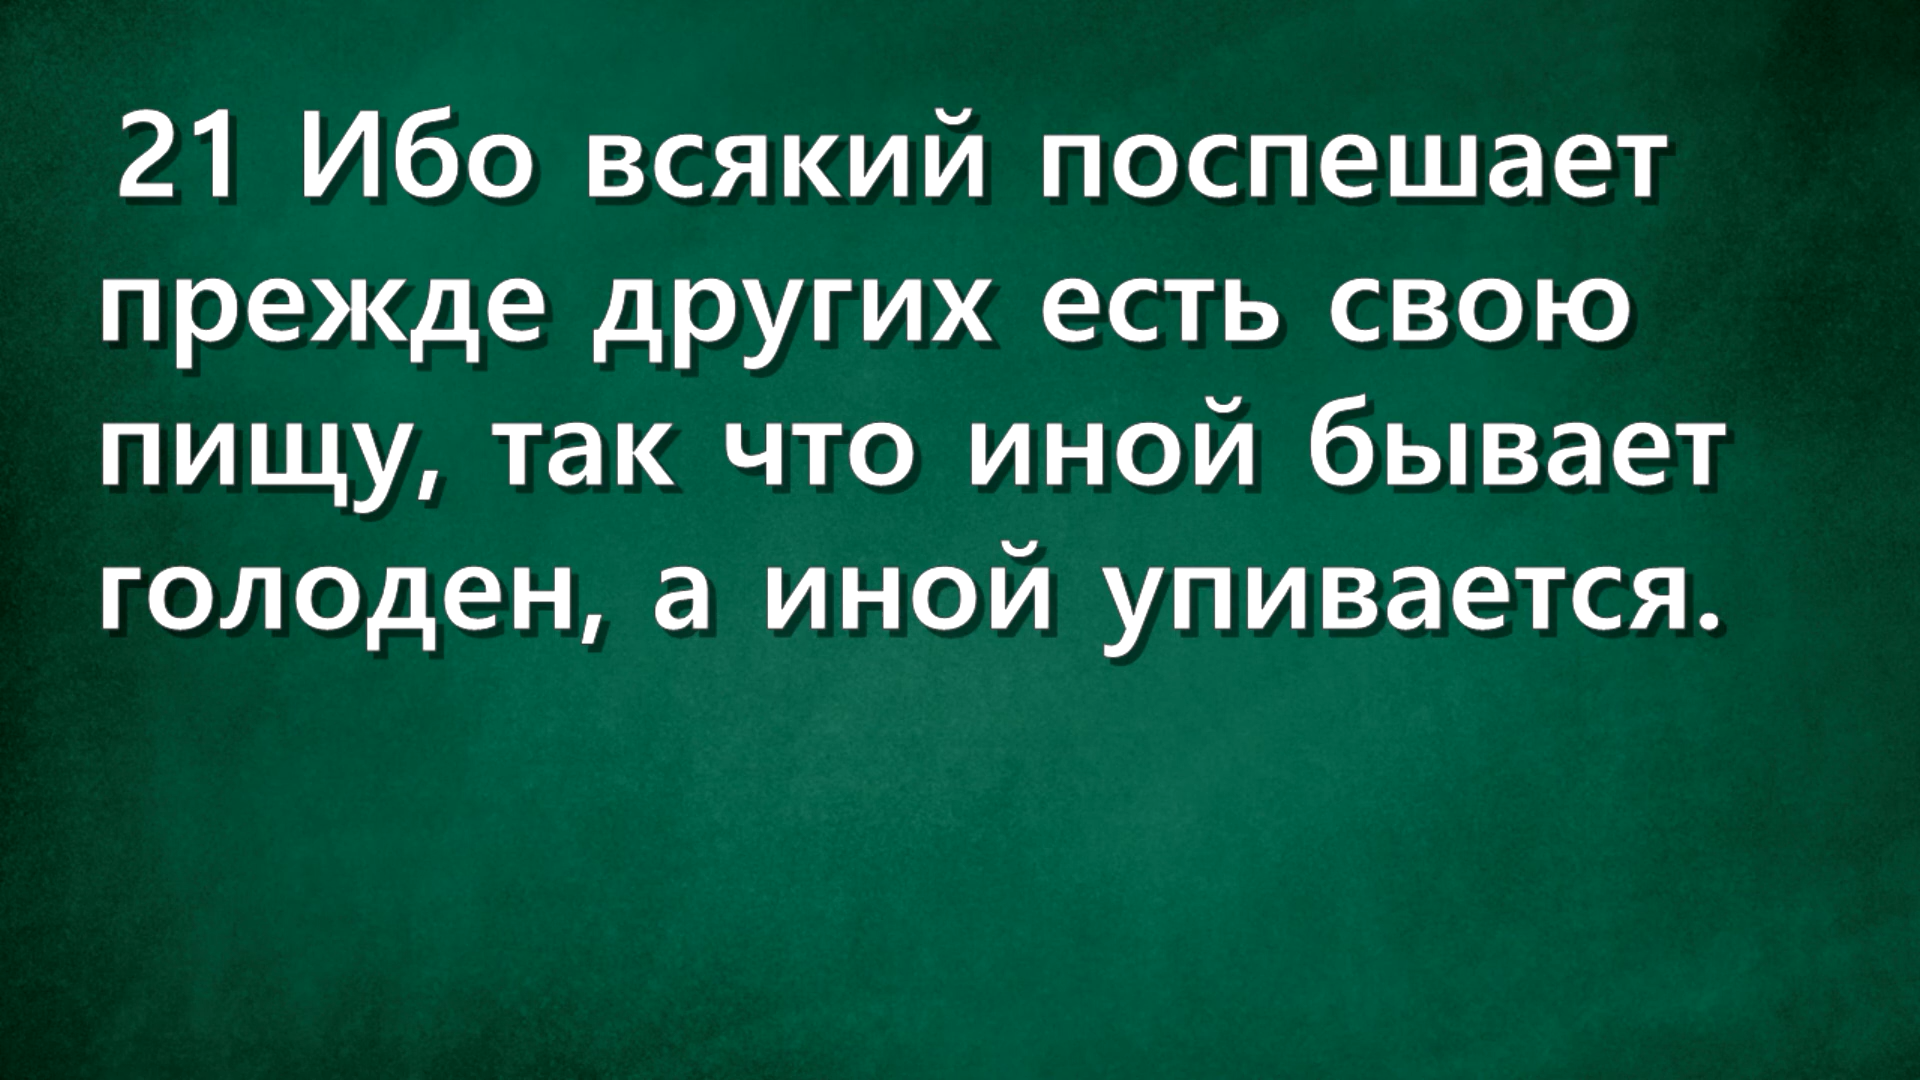 21 Ибо всякий поспешает
прежде других есть свою
пищу, так что иной бывает
голоден, а иной упивается.